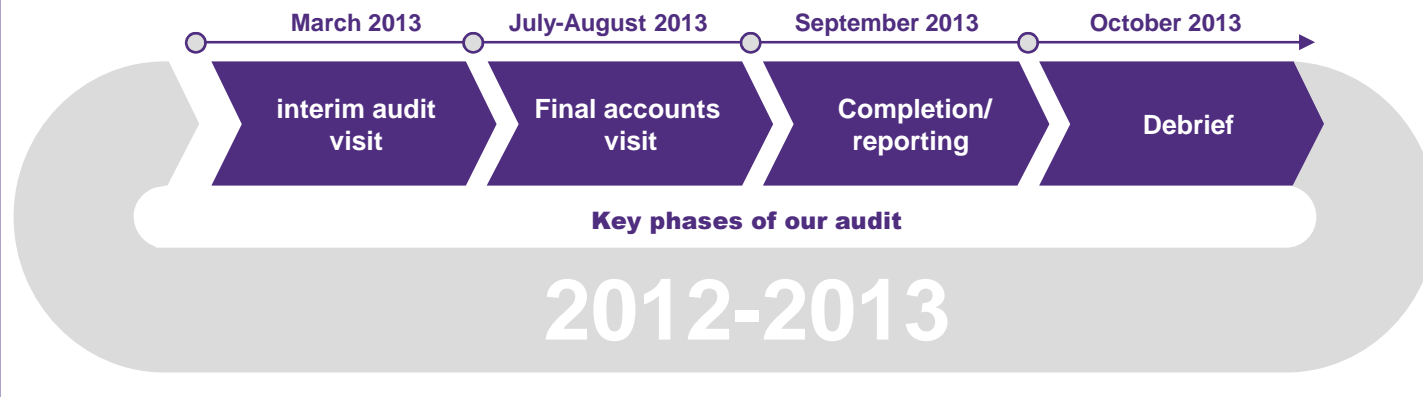 March 2013
July-August 2013
September 2013
October 2013
interim audit
visit
Final accounts
visit
Completion/
reporting
Debrief
Key phases of our audit
2012-2013